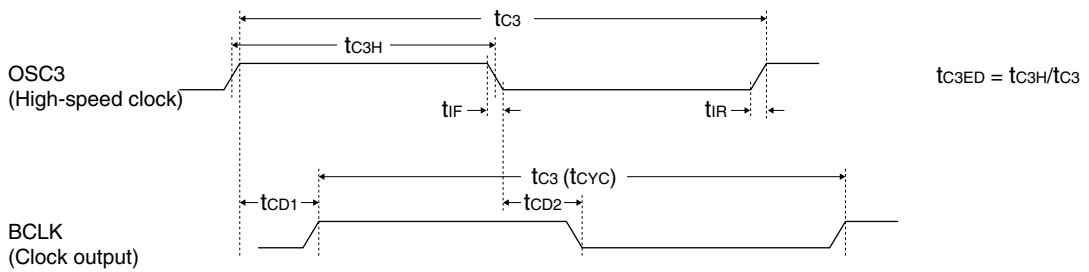 tC3
tC3H
OSC3
(High-speed clock)
tC3ED = tC3H/tC3
tIF
tIR
tC3 (tCYC)
tCD1
tCD2
BCLK
(Clock output)